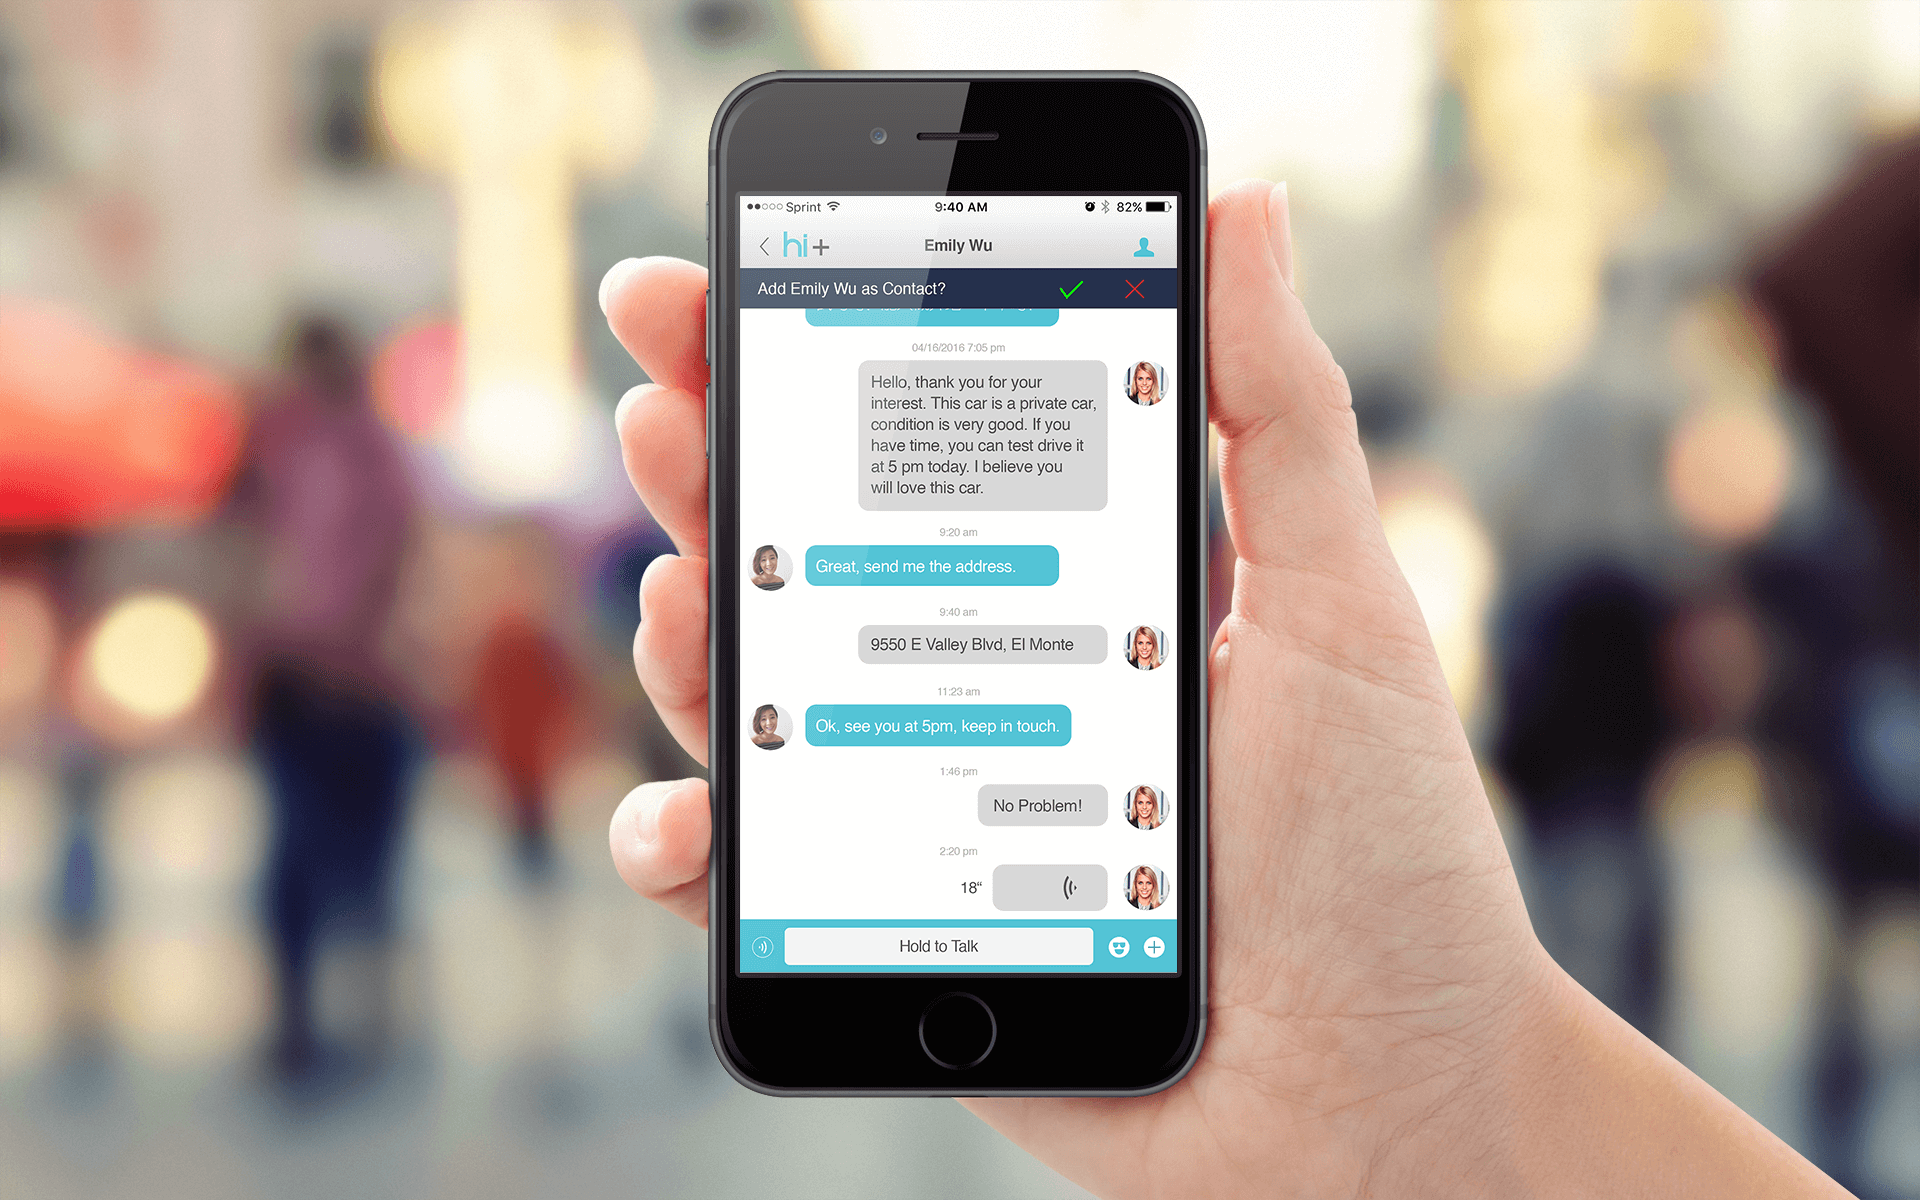 Sprint
9:40 AM
82%
hi+
Emily Wu
Add Emily Wu as Contact?
04/16/2016 7:05 pm
Hello, thank you for your
interest. This car is a private car,
condition is very good. If you
have time, you can test drive it
at 5 pm today. I believe you
will love this car.
9:20 am
Great, send me the address.
9:40 am
9550 E Valley Blvd, El Monte
11:23 am
Ok, see you at 5pm, keep in touch.
1:46 pm
No Problem!
2:20 pm
18“
Hold to Talk